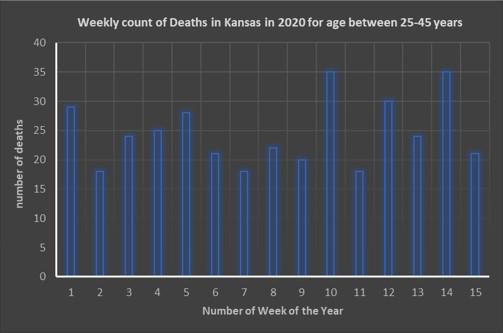 Weekly count of Deaths in Kansas in 2020 for age between 25-45 years
number of deaths
40
35
30
25
20
15
10
5
0
1 2 3 4 5 6 7 8 9 10 11 12 13 14 15
Number of Week of the Year